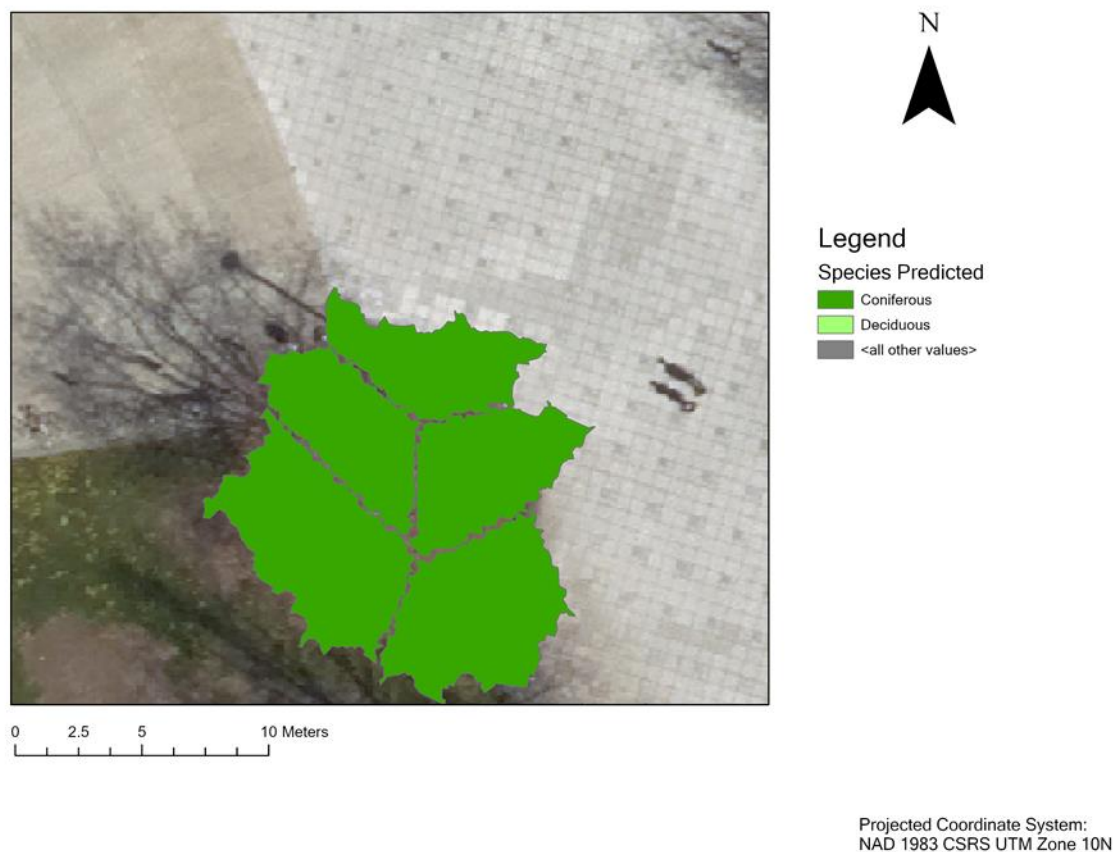 N
Legend
Species Predicted
Coniferous
Deciduous
<all other values>
0 2.5 5 10 Meters
Projected Coordinate System:
NAD 1983 CSRS UTM Zone 10N